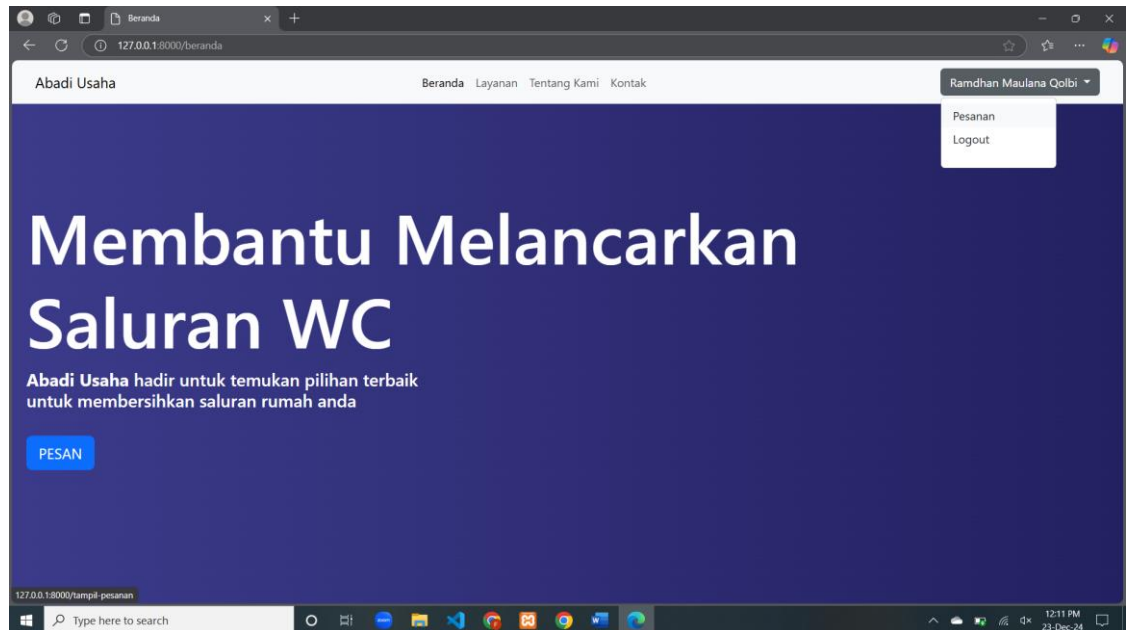 Beranda
127.0.0.1:8000/beranda
Abadi Usaha
Beranda Layanan Tentang Kami Kontak
Ramdhan Maulana Qolbi
Pesanan
Logout
Membantu Melancarkan
Saluran WC
Abadi Usaha hadir untuk temukan pilihan terbaik
untuk membersihkan saluran rumah anda
PESAN
127.0.0.1:8000/tampil-pesanan
Type here to search
12:11 PM
23-Dec-24